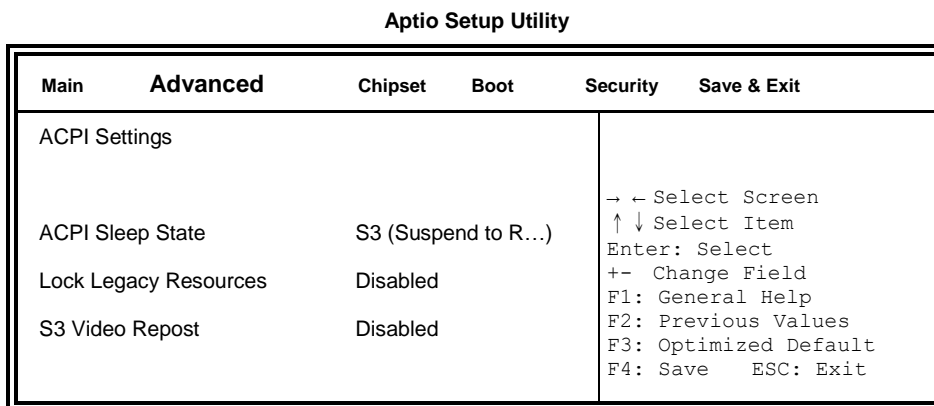 Aptio Setup Utility
Main Advanced Chipset Boot Security Save & Exit
ACPI Settings
ACPI Sleep State S3 (Suspend to R…)
Lock Legacy Resources Disabled
S3 Video Repost Disabled
→ ← Select Screen
↑ ↓ Select Item
Enter: Select
+- Change Field
F1: General Help
F2: Previous Values
F3: Optimized Default
F4: Save ESC: Exit